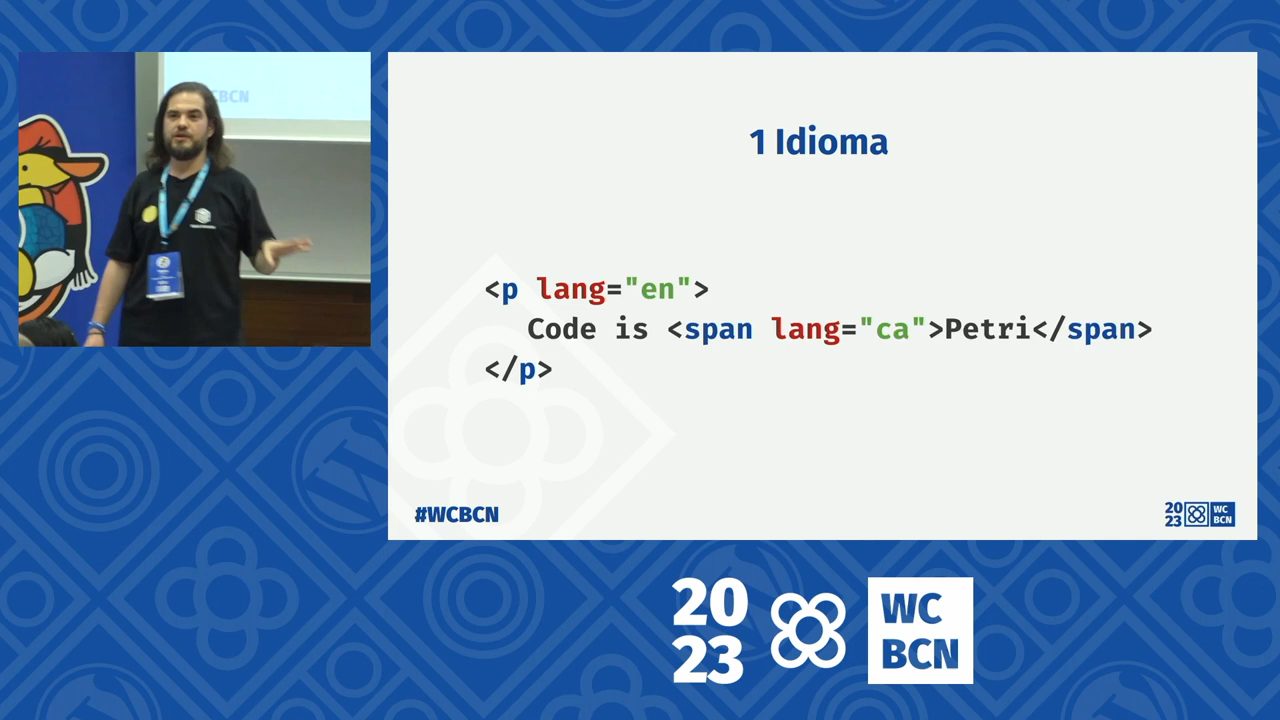 CBCN
1 Idioma
<p lang="en">
Code is <span lang="ca">Petri</span>
</p>
#WCBCN
20
23
WC
BCN
20
23
WC
BCN